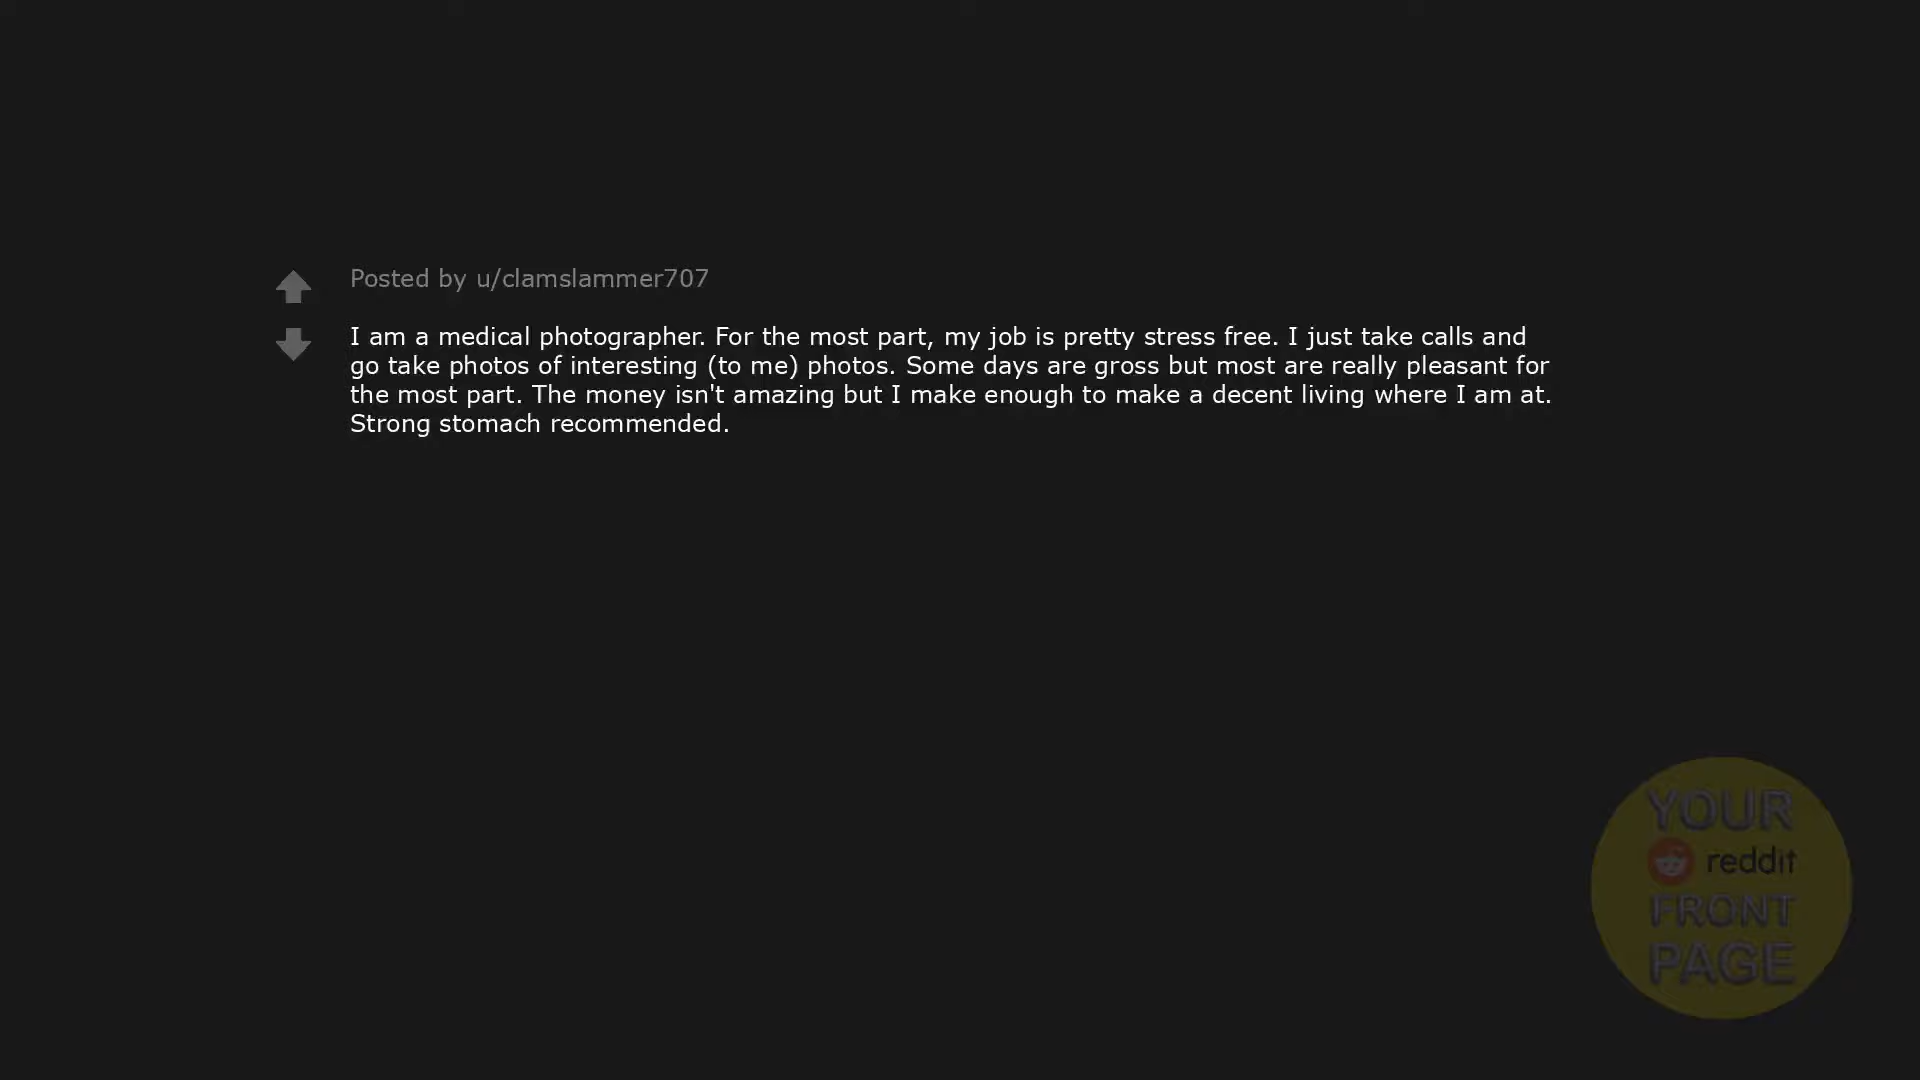 Posted by u/clamslammer707
I am a medical photographer. For the most part, my job is pretty stress free. I just take calls and
go take photos of interesting (to me) photos. Some days are gross but most are really pleasant for
the most part. The money isn't amazing but I make enough to make a decent living where I am at.
Strong stomach recommended.
YOUR
reddit
FRONT
PAGE